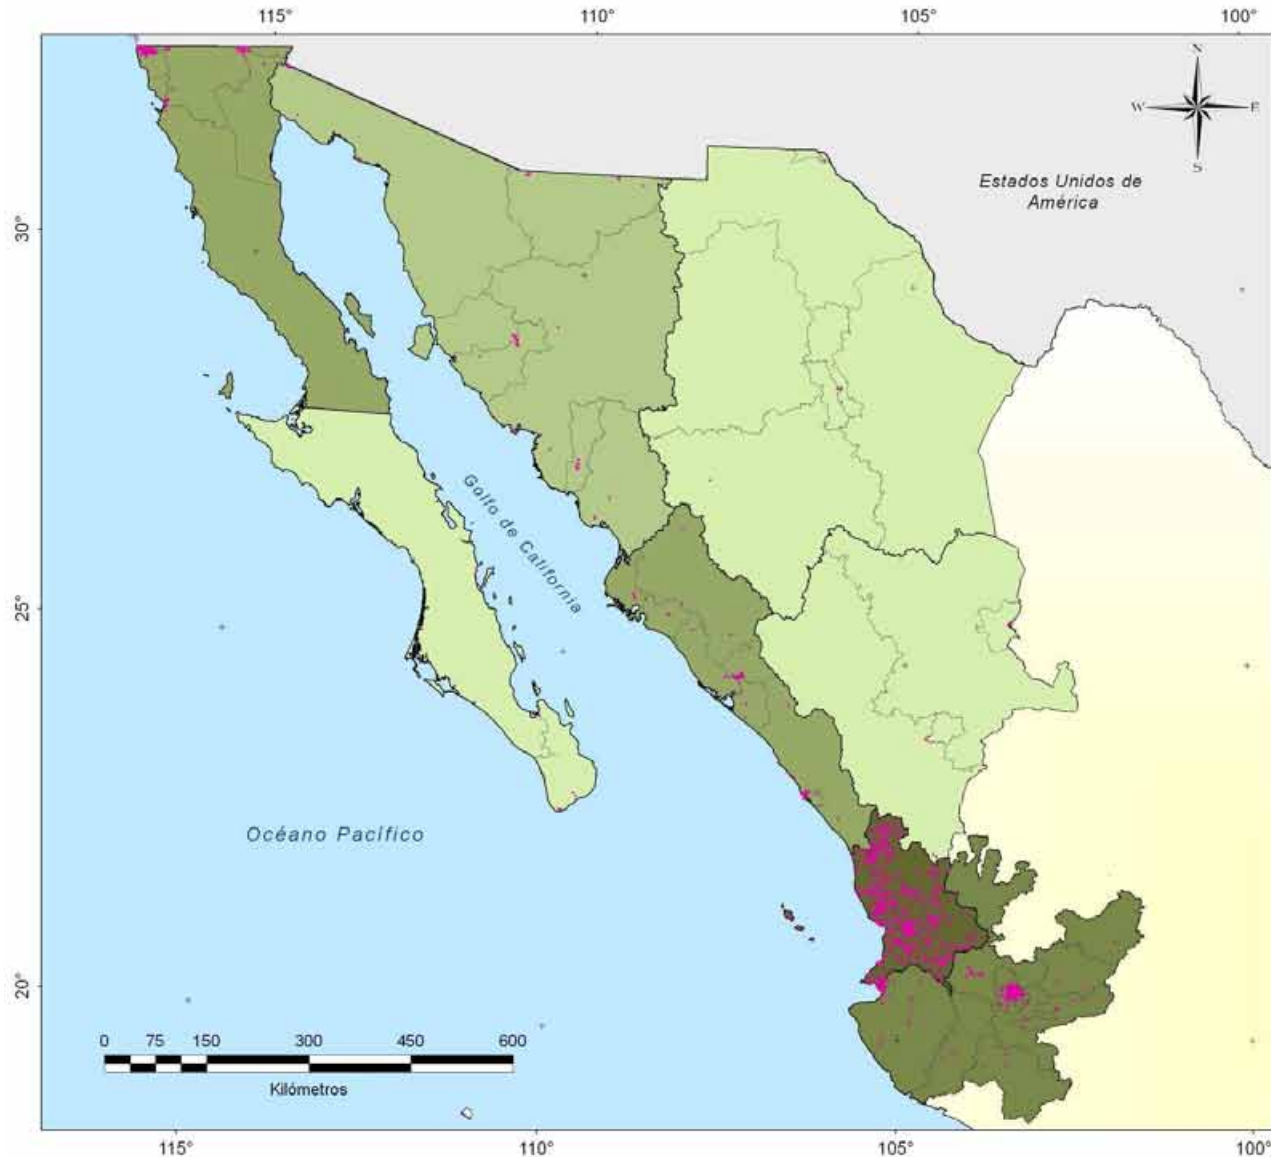 115°
110°
105°
100°
N
W
E
S
Estados Unidos de
América
30°
Golfo de California
25°
Océano Pacífico
20°
0
75
150
300
450
600
Kilómetros
115°
110°
105°
100°